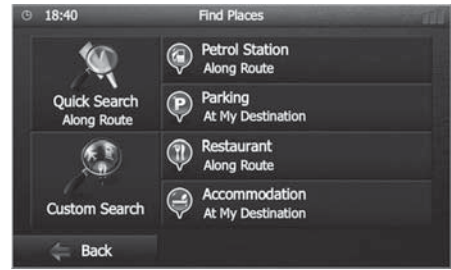 18:40
Find Places
Quick Search
Along Route
Custom Search
Petrol Station
Along Route
P
Parking
At My Destination
Restaurant
Along Route
Accommodation
At My Destination
Back